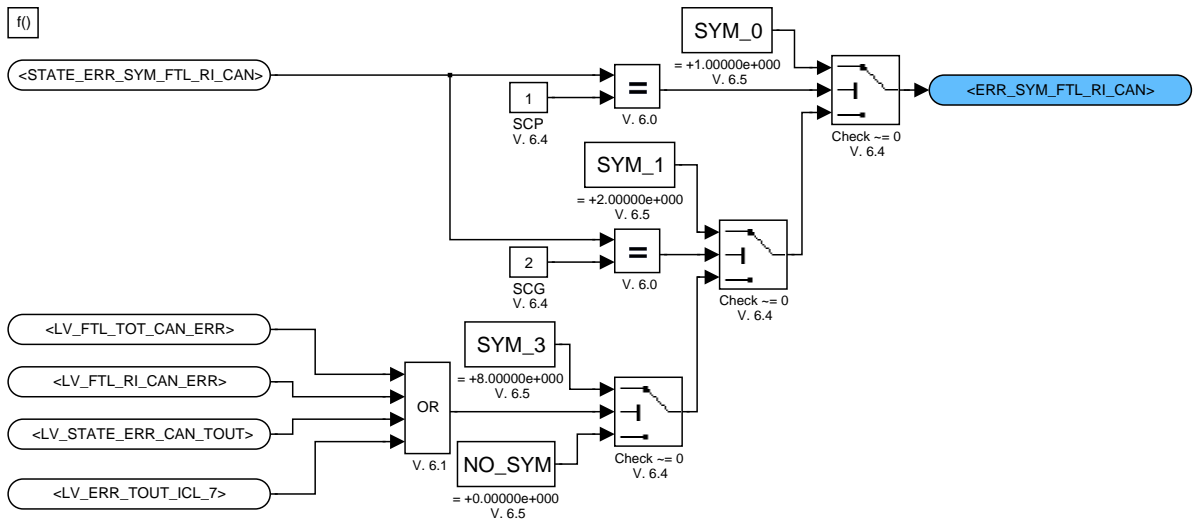 f()
SYM_0
= +1.00000e+000
V. 6.5
<STATE_ERR_SYM_FTL_RI_CAN>
1
SCP
V. 6.4
=
V. 6.0
Check ~= 0
V. 6.4
<ERR_SYM_FTL_RI_CAN>
SYM_1
= +2.00000e+000
V. 6.5
2
SCG
V. 6.4
=
V. 6.0
Check ~= 0
V. 6.4
<LV_FTL_TOT_CAN_ERR>
<LV_FTL_RI_CAN_ERR>
<LV_STATE_ERR_CAN_TOUT>
<LV_ERR_TOUT_ICL_7>
OR
V. 6.1
SYM_3
= +8.00000e+000
V. 6.5
NO_SYM
= +0.00000e+000
V. 6.5
Check ~= 0
V. 6.4